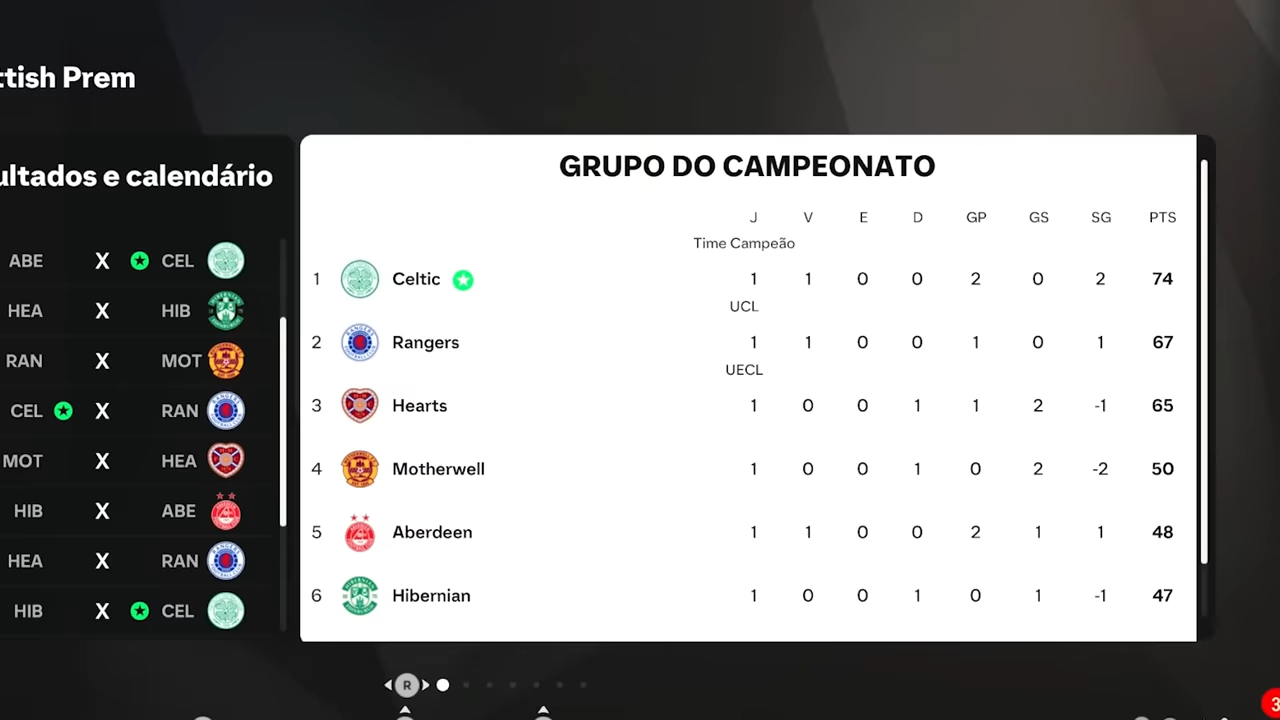 ttish Prem
ultados e calendário
ABE X CEL
HEA X HIB
RAN X MOT
CEL X RAN
MOT X HEA
HIB X ABE
HEA X RAN
HIB X CEL
GRUPO DO CAMPEONATO
J V E D GP GS SG PTS
Time Campeão
1 Celtic 1 1 0 0 2 0 2 74
UCL
2 Rangers 1 1 0 0 1 0 1 67
UECL
3 Hearts 1 0 0 1 1 2 -1 65
4 Motherwell 1 0 0 1 0 2 -2 50
5 Aberdeen 1 1 0 0 2 1 1 48
6 Hibernian 1 0 0 1 0 1 -1 47
R
3